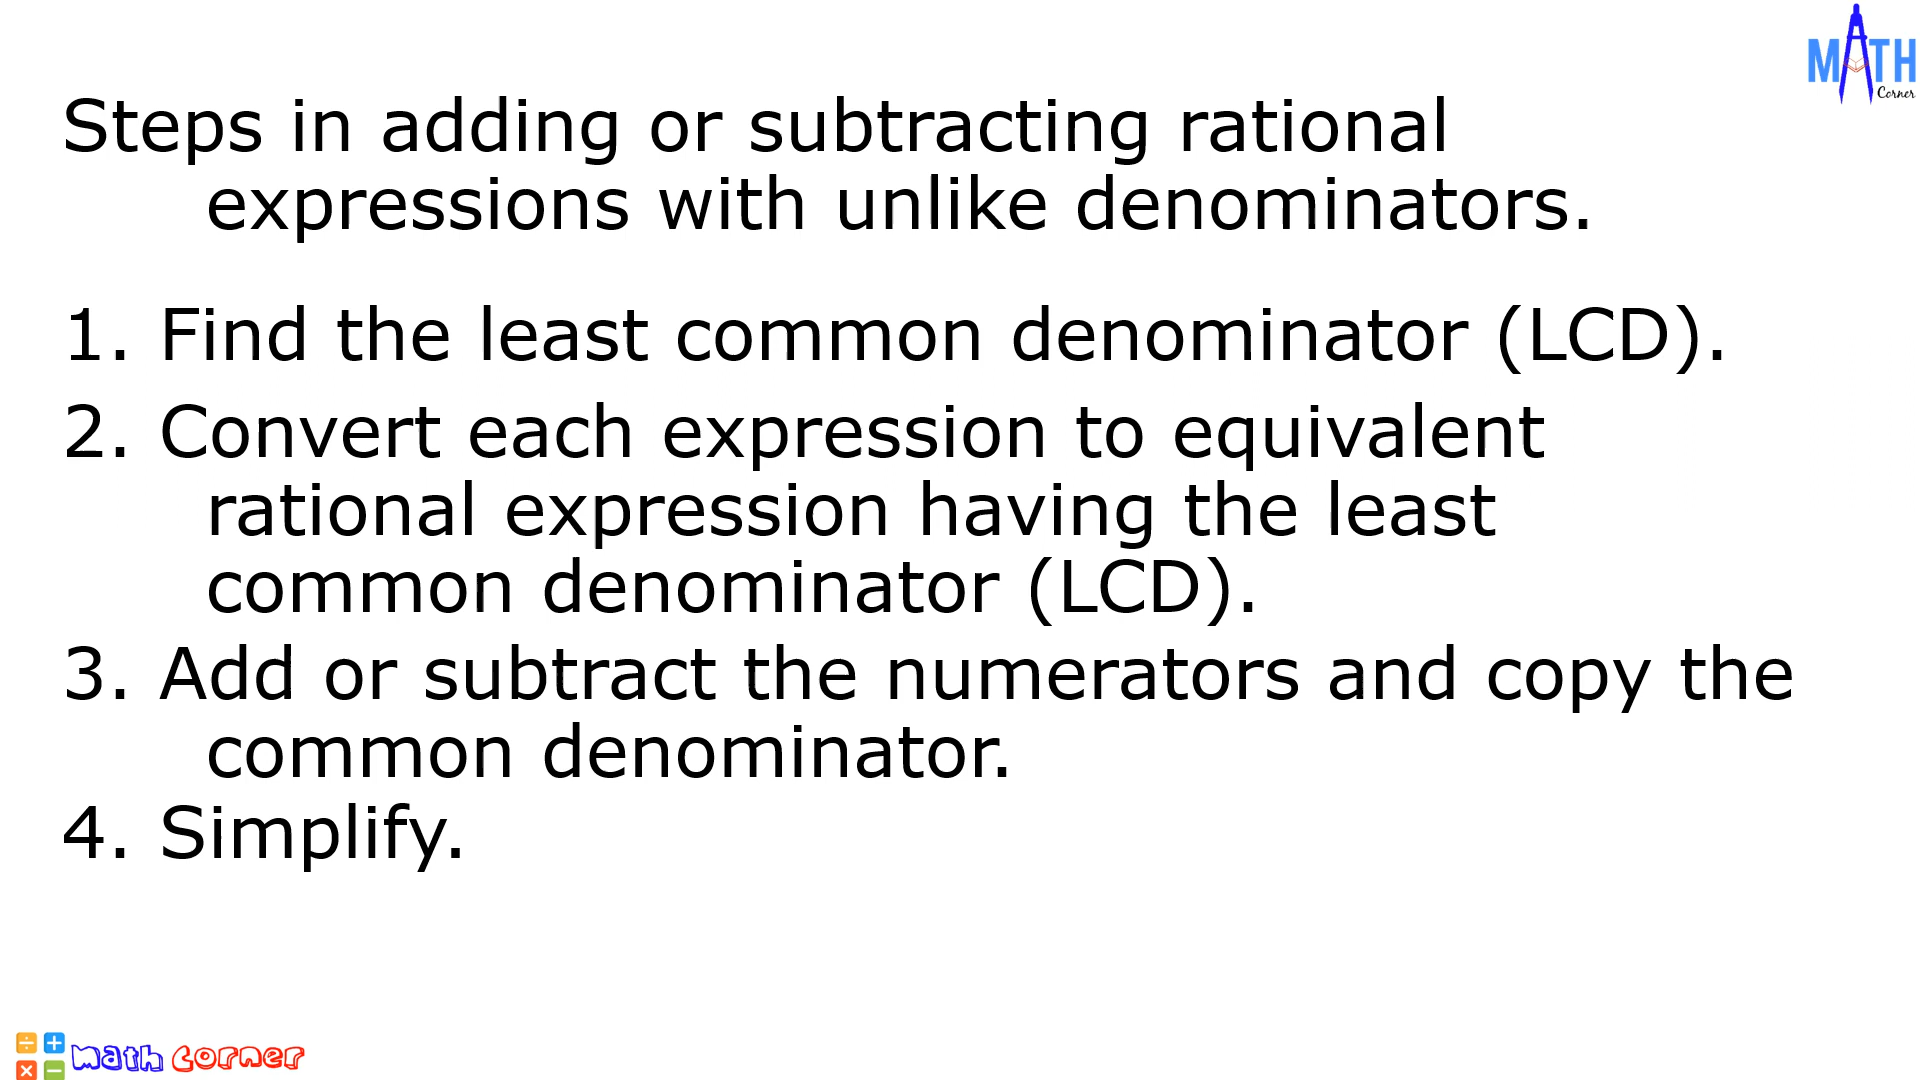 MATH
Corner
Steps in adding or subtracting rational
expressions with unlike denominators.
1. Find the least common denominator (LCD).
2. Convert each expression to equivalent
rational expression having the least
common denominator (LCD).
3. Add or subtract the numerators and copy the
common denominator.
4. Simplify.
÷ +
× −
math corner